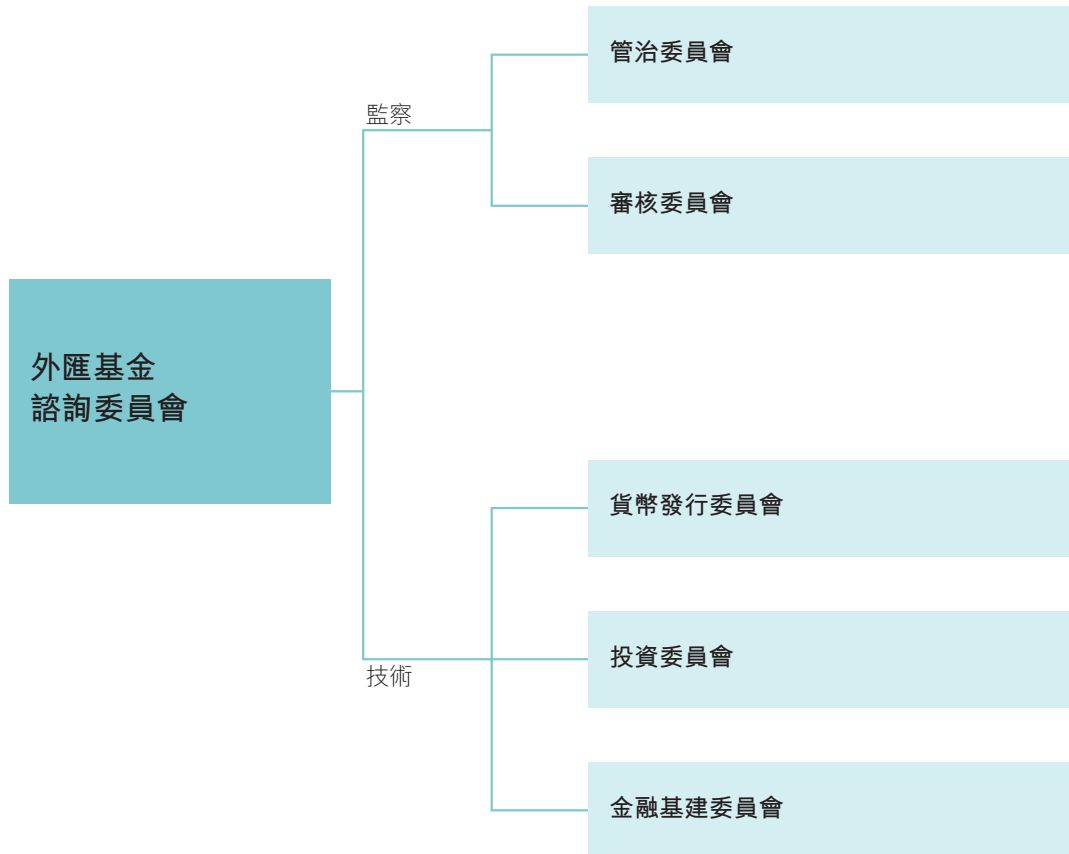 外匯基金
諮詢委員會
監察
管治委員會
審核委員會
技術
貨幣發行委員會
投資委員會
金融基建委員會